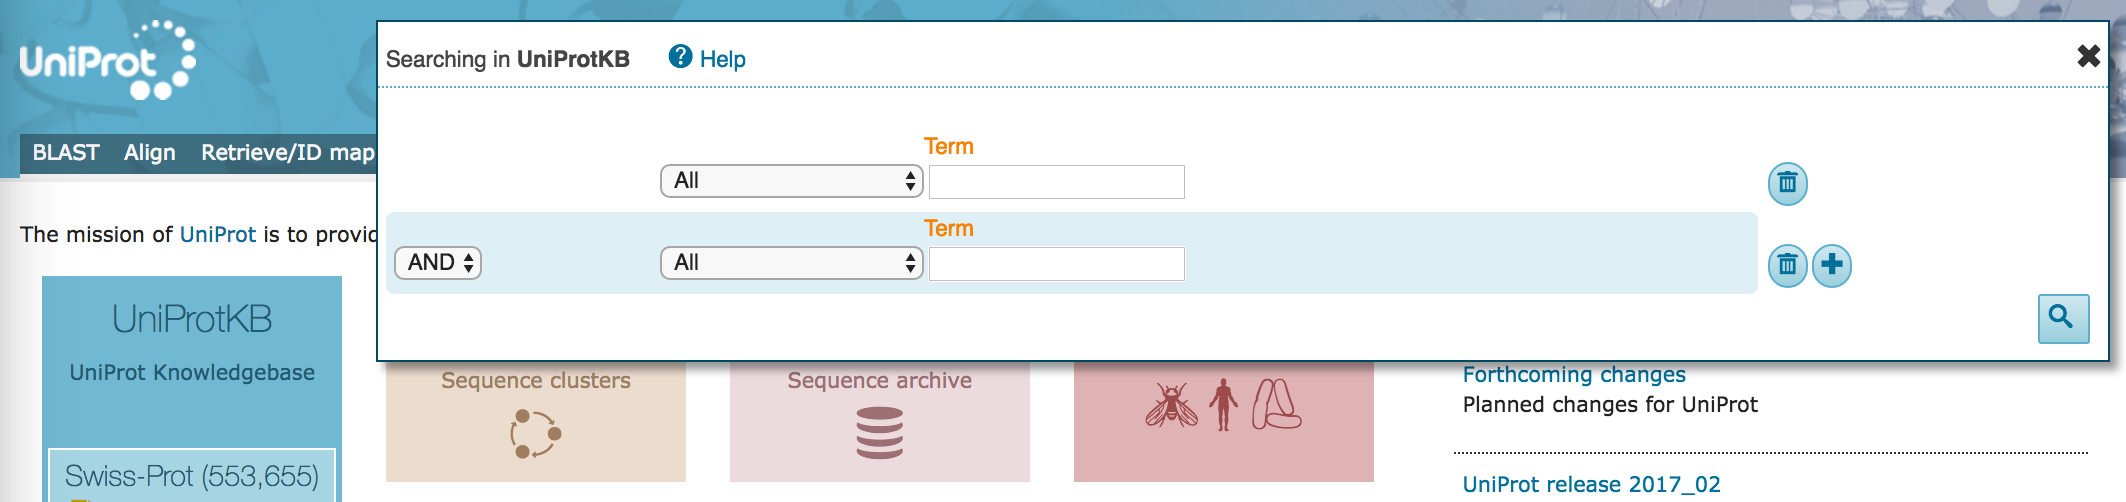 UniProt
Searching in UniProtKB Help
BLAST Align Retrieve/ID map
Term
All
Term
AND All
The mission of UniProt is to provid
UniProtKB
UniProt Knowledgebase
Swiss-Prot (553,655)
Sequence clusters
Sequence archive
Forthcoming changes
Planned changes for UniProt
UniProt release 2017_02